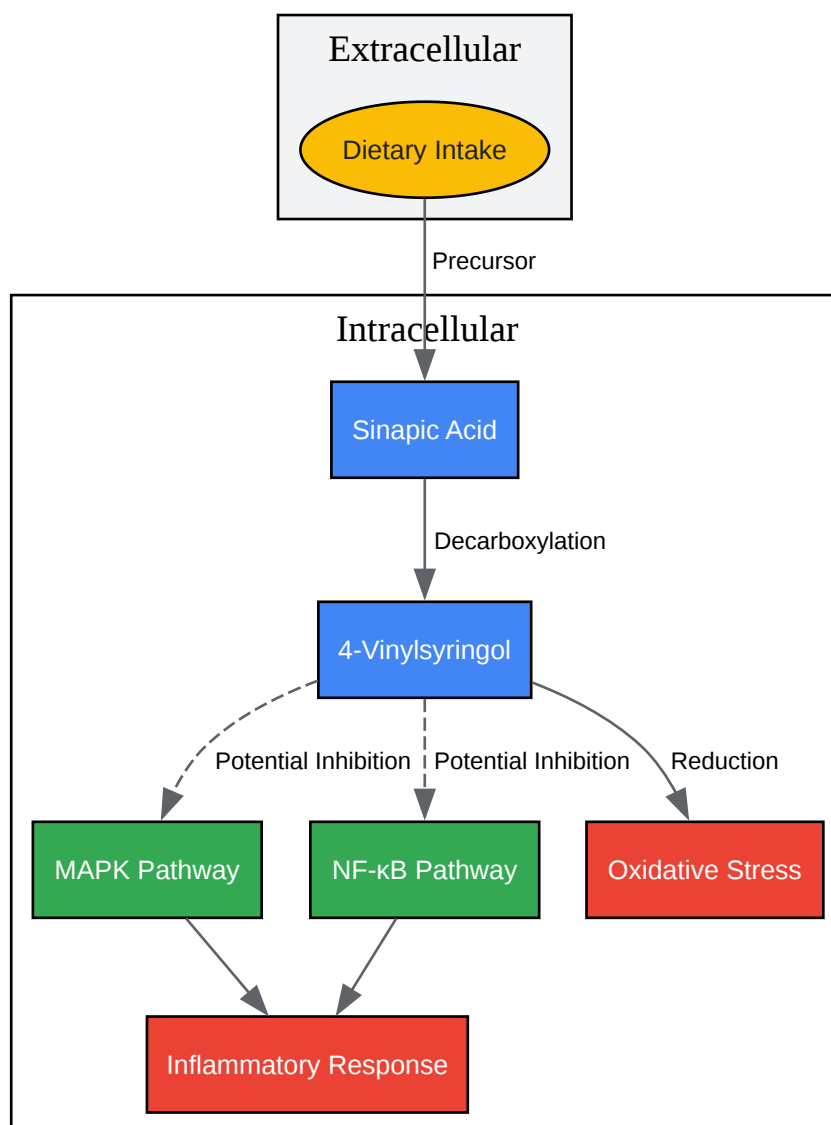 Extracellular
Dietary Intake
Precursor
Intracellular
Sinapic Acid
Decarboxylation
4-Vinylsyringol
Potential Inhibition
Potential Inhibition
Reduction
MAPK Pathway
NF-κB Pathway
Oxidative Stress
Inflammatory Response